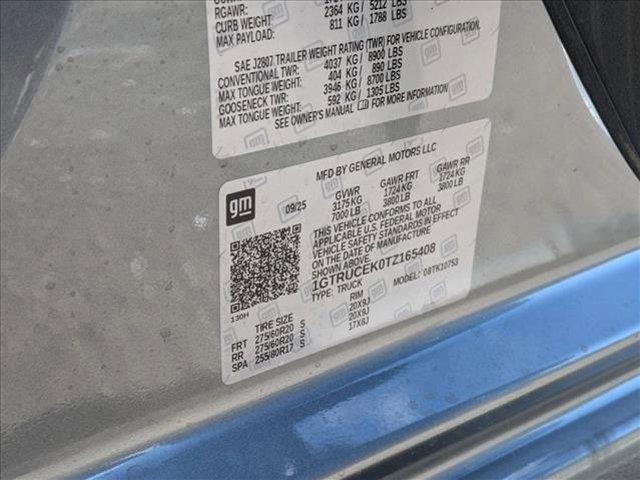 RGAWR: 2364 KG / 5212 LBS
CURB WEIGHT: 811 KG / 1788 LBS
MAX PAYLOAD:
SAE J2807 TRAILER WEIGHT RATING (TWR) FOR VEHICLE CONFIGURATION
CONVENTIONAL TWR: 4037 KG / 8900 LBS
MAX TONGUE WEIGHT: 404 KG / 890 LBS
GOOSENECK TWR: 3946 KG / 8700 LBS
MAX TONGUE WEIGHT: 592 KG / 1305 LBS
SEE OWNER'S MANUAL FOR MORE INFORMATION
gm
MFD BY GENERAL MOTORS LLC
09/25
GVWR GAWR FRT GAWR RR
3175 KG 1724 KG 1724 KG
7000 LB 3800 LB 3800 LB
THIS VEHICLE CONFORMS TO ALL
APPLICABLE U.S. FEDERAL MOTOR
VEHICLE SAFETY STANDARDS IN EFFECT
ON THE DATE OF MANUFACTURE
1GTRUCEK0TZ165408
TYPE: TRUCK MODEL: 08TK10753
130H
TIRE SIZE RIM
FRT 275/60R20 S 20X9J
RR 275/60R20 S 20X9J
SPA 255/80R17 S 17X8J